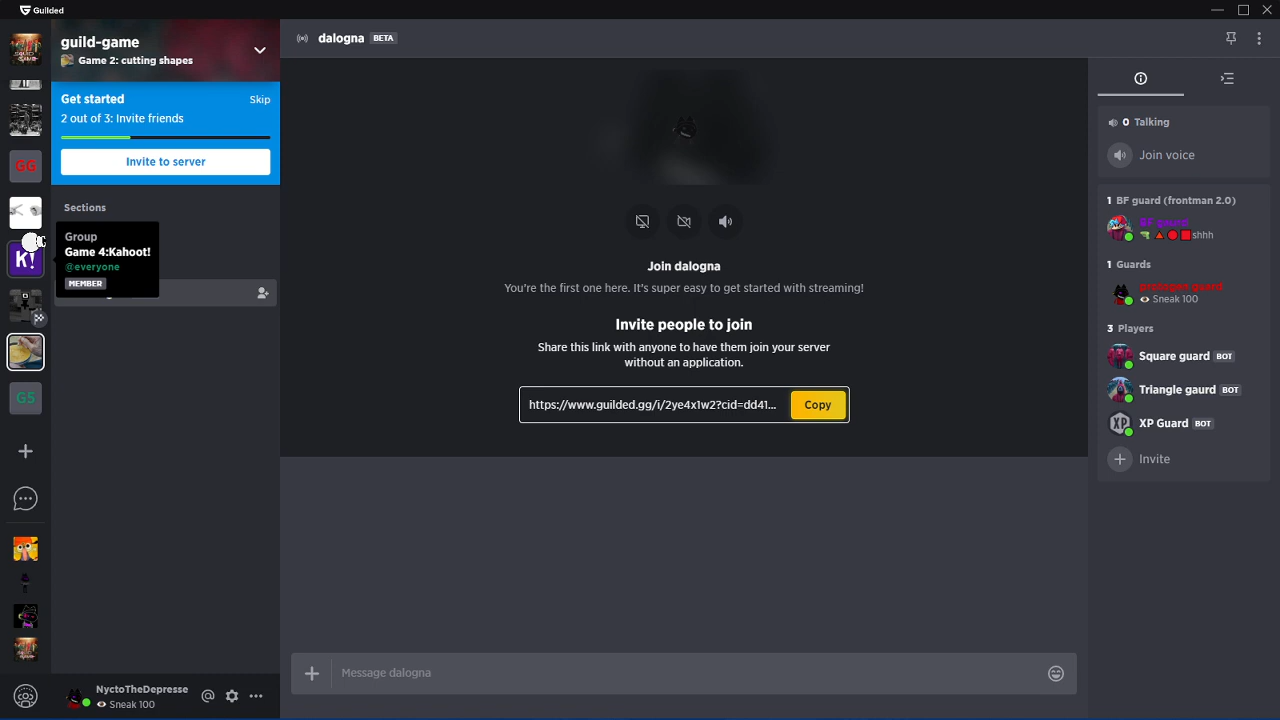 Guilded
guild-game
Game 2: cutting shapes
Get started
Skip
2 out of 3: Invite friends
Invite to server
Sections
Group
Game 4:Kahoot!
@everyone
MEMBER
GG
K!
G5
NyctoTheDepresse
Sneak 100
dalogna
BETA
Join dalogna
You're the first one here. It's super easy to get started with streaming!
Invite people to join
Share this link with anyone to have them join your server
without an application.
https://www.guilded.gg/i/2ye4x1w2?cid=dd41...
Copy
Message dalogna
0 Talking
Join voice
1 BF guard (frontman 2.0)
BF guard
shhh
1 Guards
protogen guard
Sneak 100
3 Players
Square guard BOT
Triangle gaurd BOT
XP Guard BOT
Invite